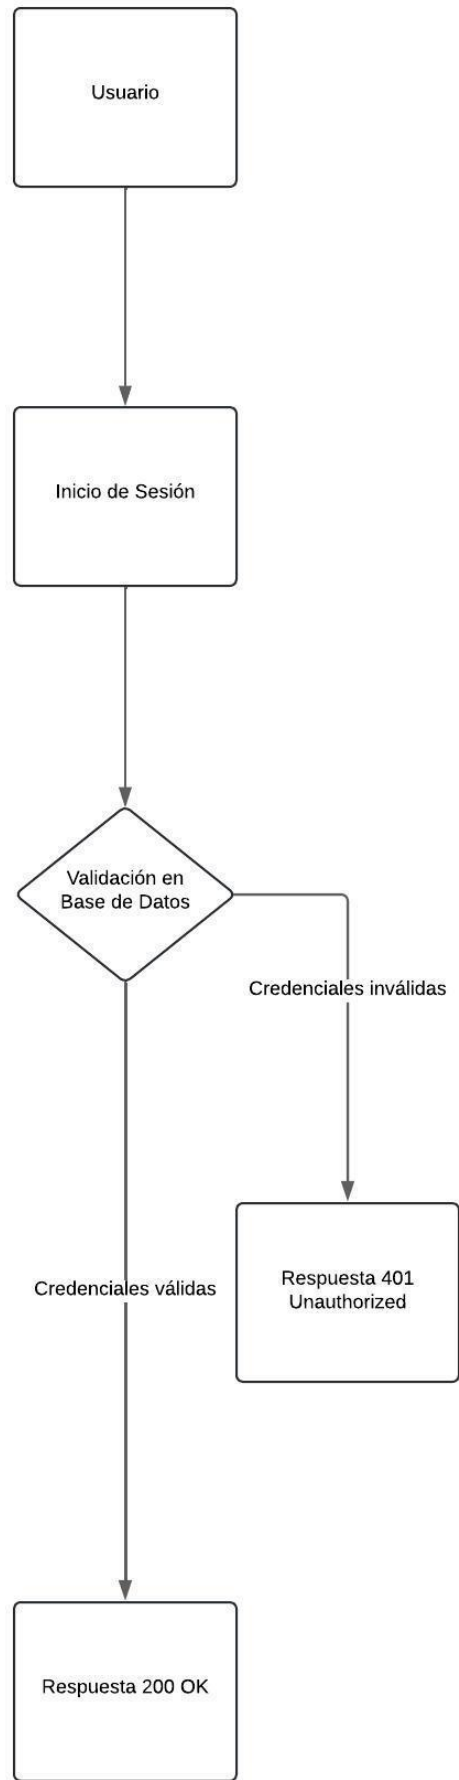 Usuario
Inicio de Sesión
Validación en
Base de Datos
Credenciales inválidas
Respuesta 401
Unauthorized
Credenciales válidas
Respuesta 200 OK